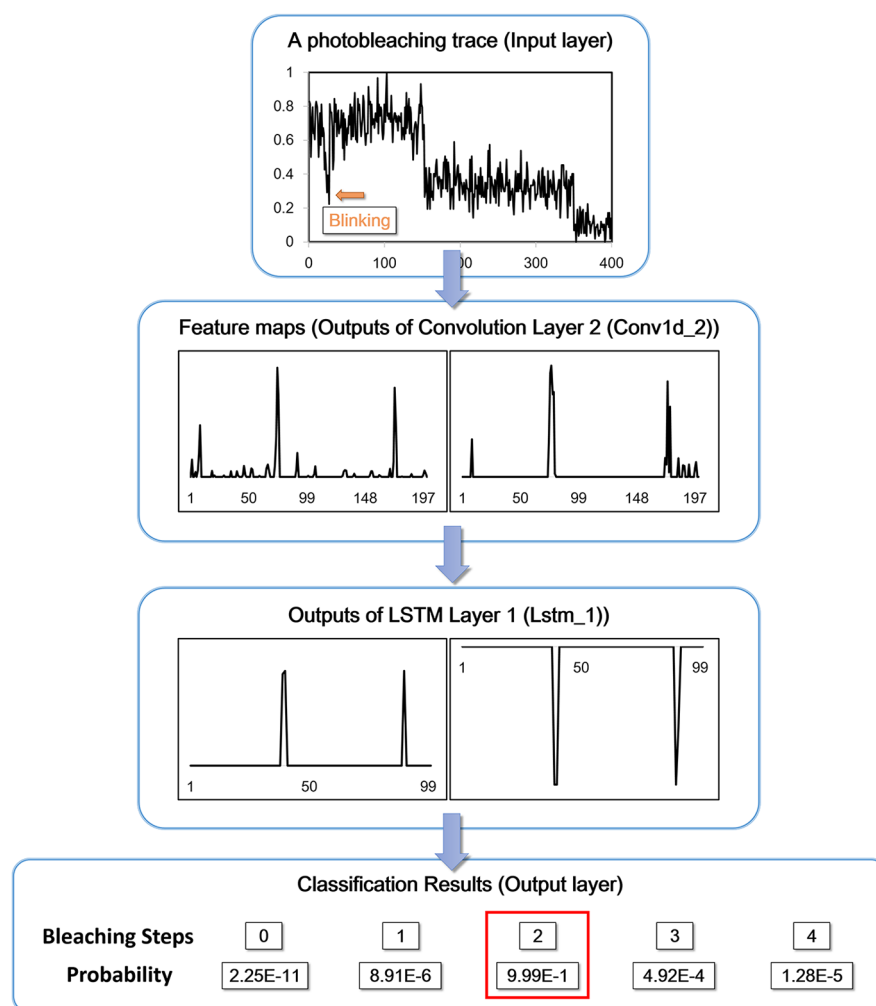 A photobleaching trace (Input layer)
1
0.8
0.6
0.4
0.2
0
Blinking
0 100 200 300 400
Feature maps (Outputs of Convolution Layer 2 (Conv1d_2))
1 50 99 148 197
1 50 99 148 197
Outputs of LSTM Layer 1 (Lstm_1))
1 50 99
1 50 99
Classification Results (Output layer)
Bleaching Steps 0 1 2 3 4
Probability 2.25E-11 8.91E-6 9.99E-1 4.92E-4 1.28E-5